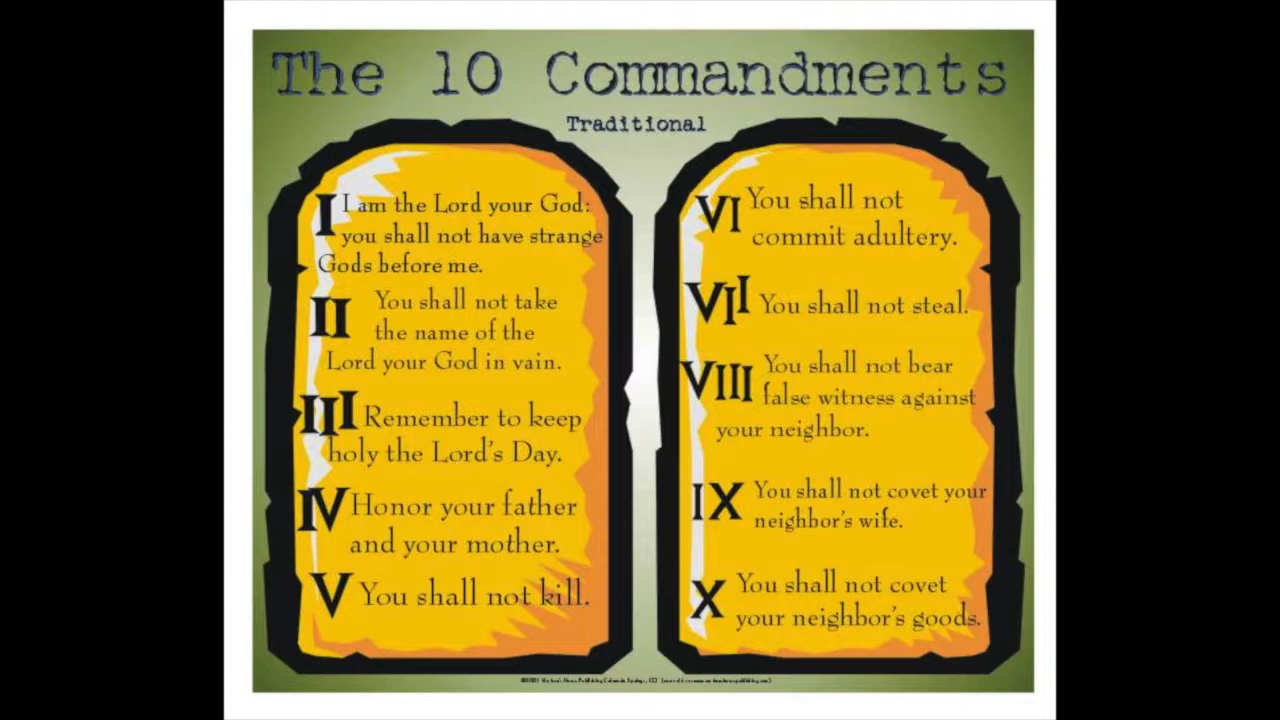 The 10 Commandments
Traditional
I I am the Lord your God:
you shall not have strange
Gods before me.
II You shall not take
the name of the
Lord your God in vain.
III Remember to keep
holy the Lord's Day.
IV Honor your father
and your mother.
V You shall not kill.
VI You shall not
commit adultery.
VII You shall not steal.
VIII You shall not bear
false witness against
your neighbor.
IX You shall not covet your
neighbor's wife.
X You shall not covet
your neighbor's goods.